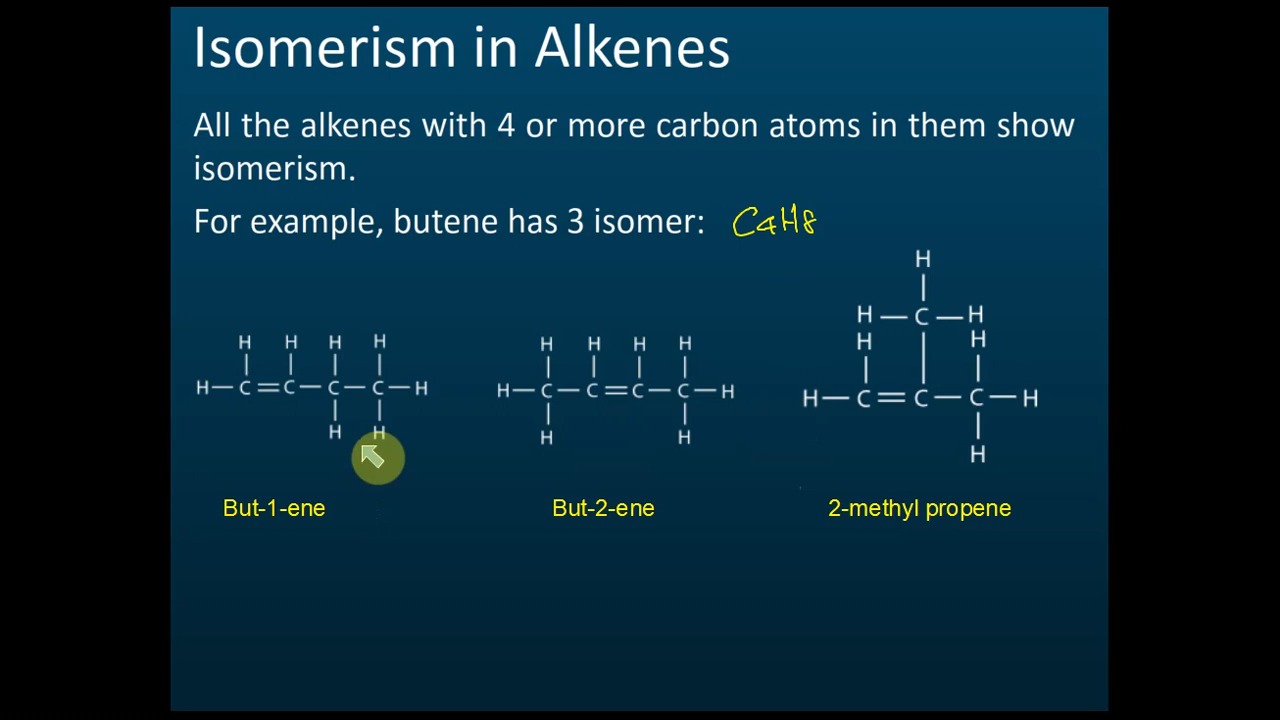 Isomerism in Alkenes
All the alkenes with 4 or more carbon atoms in them show
isomerism.
For example, butene has 3 isomer: C4H8
H H H H
H—C=C—C—C—H
H H
H H H H
H—C—C=C—C—H
H H
H
H—C—H
H H
H—C=C—C—H
H
But-1-ene
But-2-ene
2-methyl propene